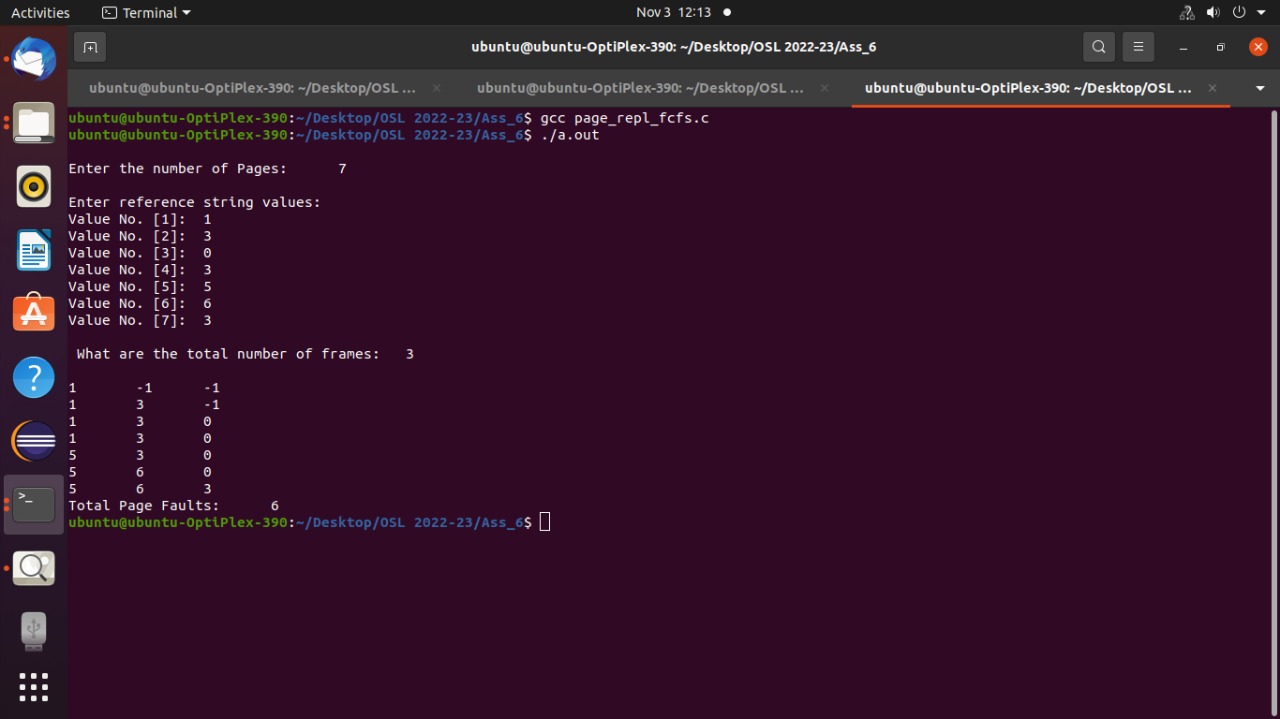 Activities Terminal Nov 3 12:13
ubuntu@ubuntu-OptiPlex-390: ~/Desktop/OSL 2022-23/Ass_6
ubuntu@ubuntu-OptiPlex-390: ~/Desktop/OSL ... × ubuntu@ubuntu-OptiPlex-390: ~/Desktop/OSL ... × ubuntu@ubuntu-OptiPlex-390: ~/Desktop/OSL ... ×
ubuntu@ubuntu-OptiPlex-390:~/Desktop/OSL 2022-23/Ass_6$ gcc page_repl_fcfs.c
ubuntu@ubuntu-OptiPlex-390:~/Desktop/OSL 2022-23/Ass_6$ ./a.out
Enter the number of Pages: 7
Enter reference string values:
Value No. [1]: 1
Value No. [2]: 3
Value No. [3]: 0
Value No. [4]: 3
Value No. [5]: 5
Value No. [6]: 6
Value No. [7]: 3
What are the total number of frames: 3
1 -1 -1
1 3 -1
1 3 0
1 3 0
5 3 0
5 6 0
5 6 3
Total Page Faults: 6
ubuntu@ubuntu-OptiPlex-390:~/Desktop/OSL 2022-23/Ass_6$